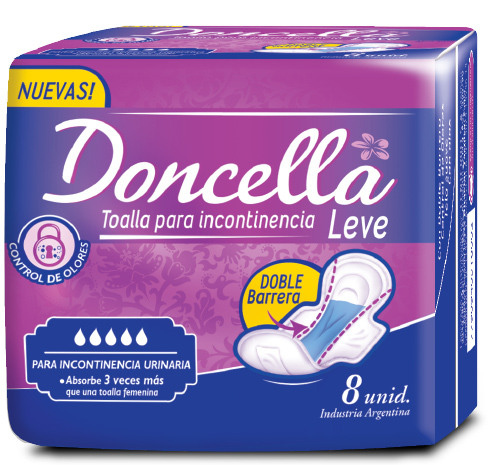 NUEVAS!
Doncella
Toalla para incontinencia
Leve
CONTROL DE OLORES
DOBLE
Barrera
PARA INCONTINENCIA URINARIA
• Absorbe 3 veces más
que una toalla femenina
8 unid.
Industria Argentina